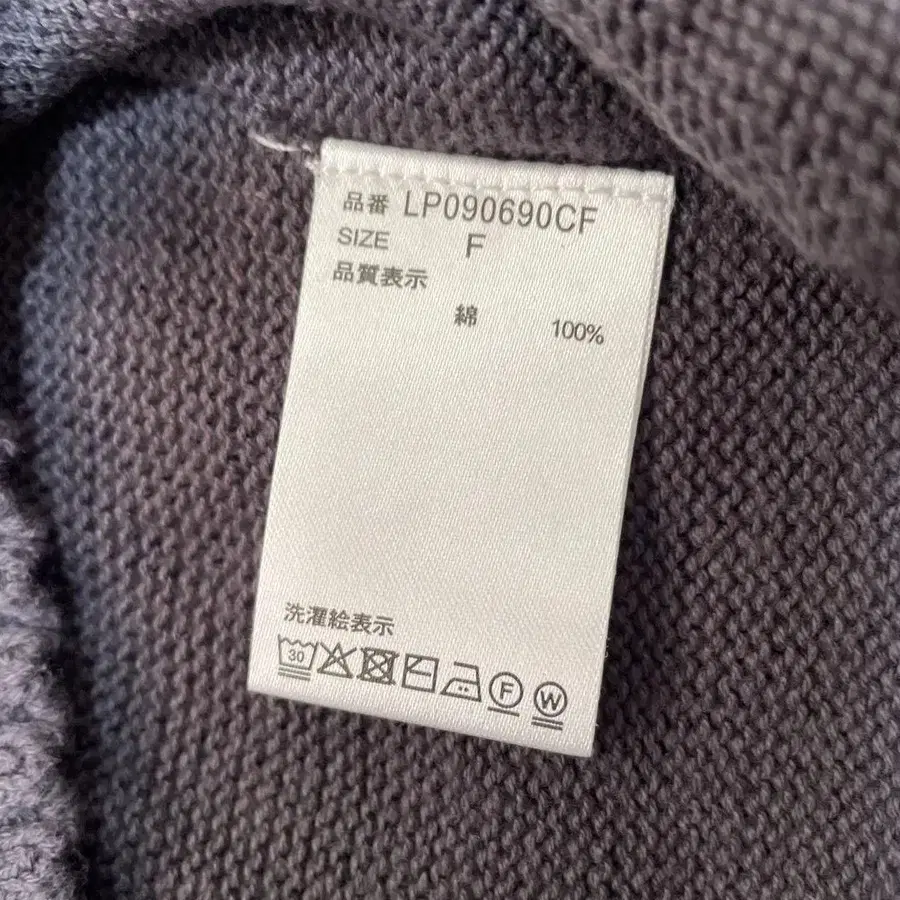 品番 LP090690CF
SIZE F
品質表示
綿 100%
洗濯絵表示
30 F W